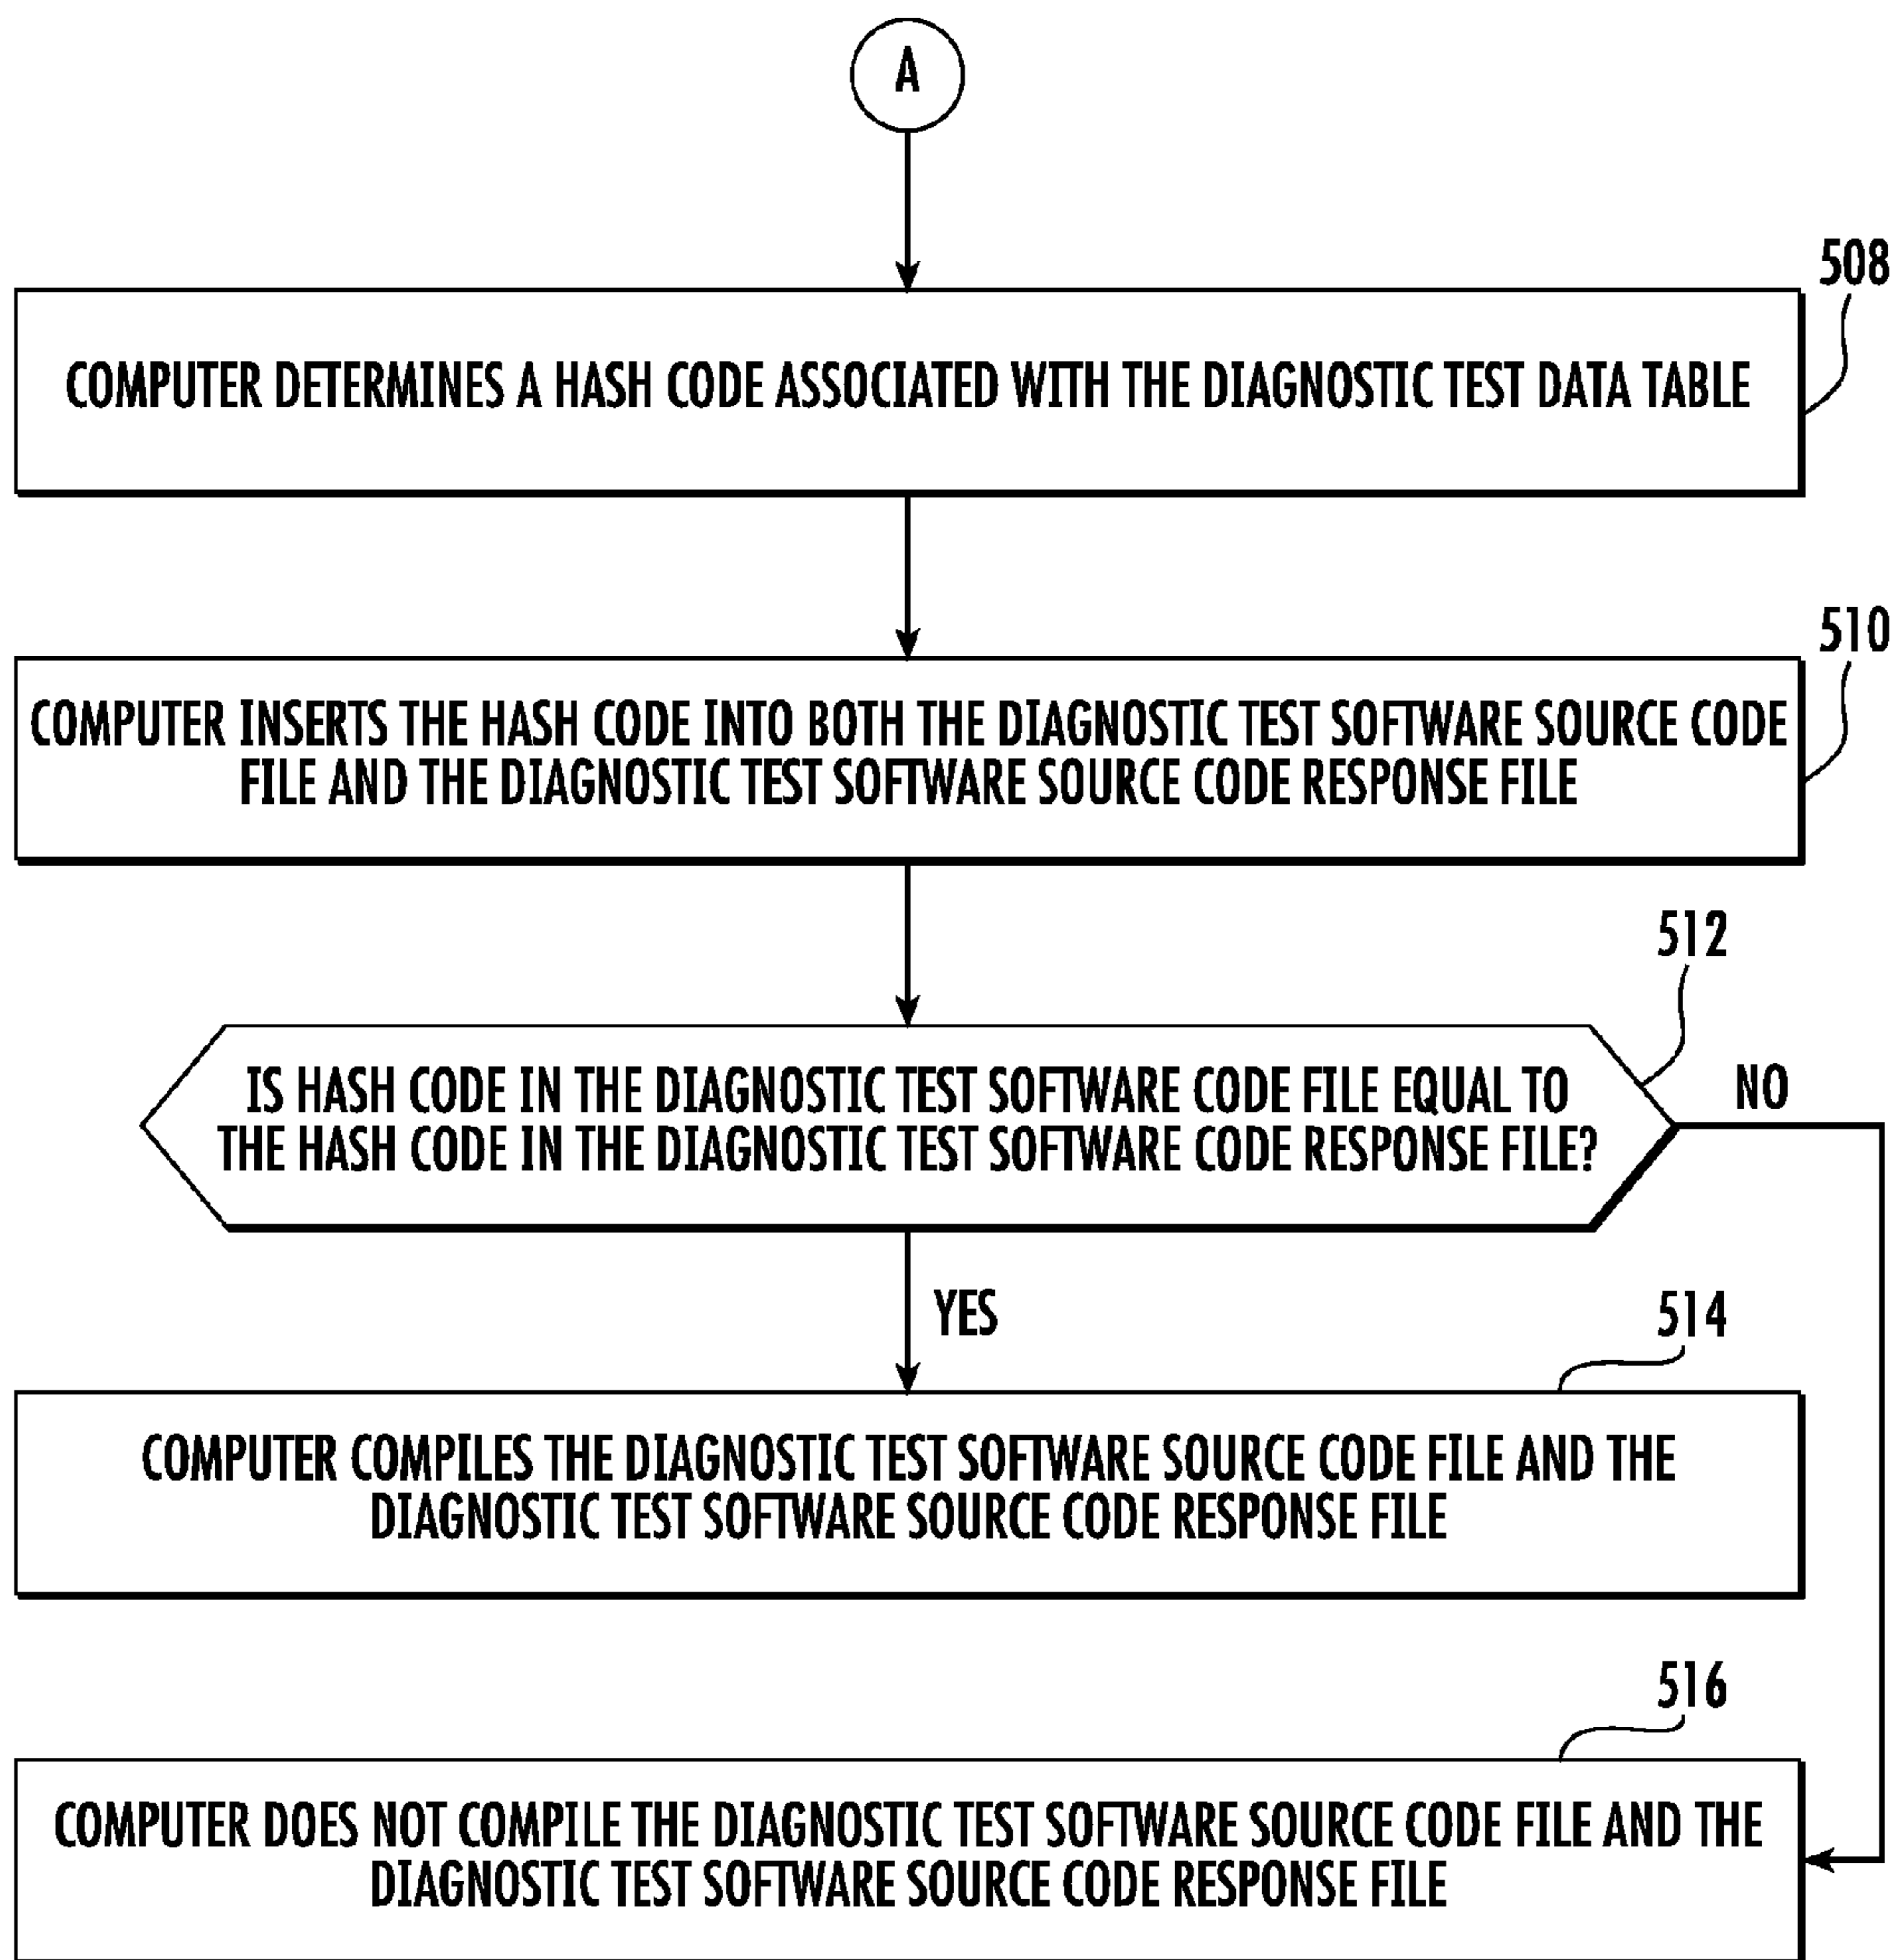 A
508
COMPUTER DETERMINES A HASH CODE ASSOCIATED WITH THE DIAGNOSTIC TEST DATA TABLE
510
COMPUTER INSERTS THE HASH CODE INTO BOTH THE DIAGNOSTIC TEST SOFTWARE SOURCE CODE
FILE AND THE DIAGNOSTIC TEST SOFTWARE SOURCE CODE RESPONSE FILE
512
IS HASH CODE IN THE DIAGNOSTIC TEST SOFTWARE CODE FILE EQUAL TO
THE HASH CODE IN THE DIAGNOSTIC TEST SOFTWARE CODE RESPONSE FILE?
NO
YES
514
COMPUTER COMPILES THE DIAGNOSTIC TEST SOFTWARE SOURCE CODE FILE AND THE
DIAGNOSTIC TEST SOFTWARE SOURCE CODE RESPONSE FILE
516
COMPUTER DOES NOT COMPILE THE DIAGNOSTIC TEST SOFTWARE SOURCE CODE FILE AND THE
DIAGNOSTIC TEST SOFTWARE SOURCE CODE RESPONSE FILE